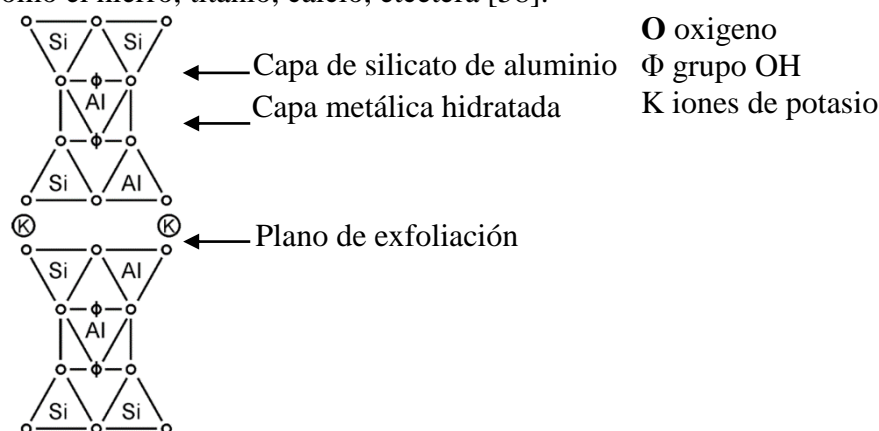 como el hierro, titanio, calcio, etcétera [38].
Si Si
O oxigeno
Capa de silicato de aluminio
Φ grupo OH
Al
Capa metálica hidratada
K iones de potasio
Si Al
K K
Plano de exfoliación
Si Al
Al
Si Si